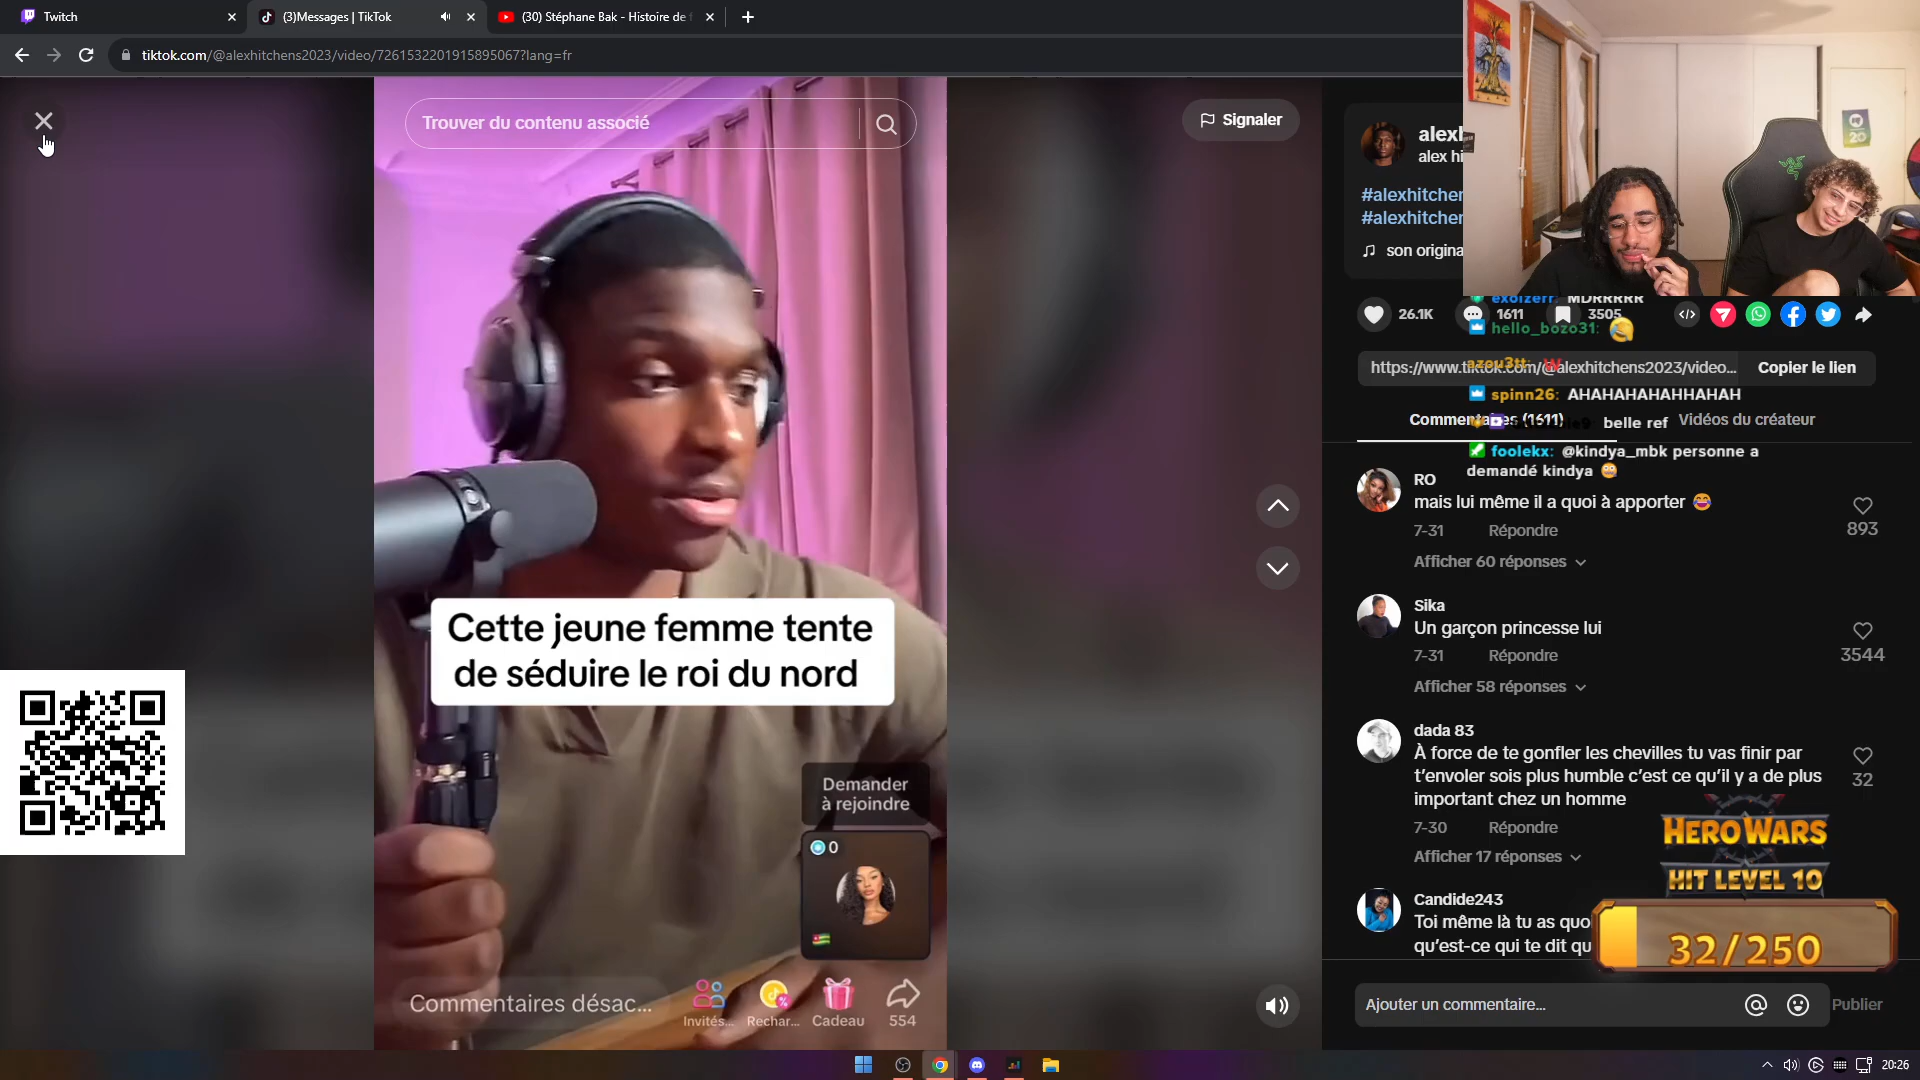 Twitch
(3)Messages | TikTok
(30) Stéphane Bak - Histoire de f
tiktok.com/@alexhitchens2023/video/7261532201915895067?lang=fr
Trouver du contenu associé
Signaler
alex hi
#alexhitchen
#alexhitchen
son origina
20
26.1K
1611
3505
exoizerr: MDRRRRR
hello_bozo31:
azou3tt: W
https://www.tiktok.com/@alexhitchens2023/video...
Copier le lien
spinn26: AHAHAHAHAHHAHAH
Commentaires (1611)
Vidéos du créateur
belle ref
foolekx: @kindya_mbk personne a
demandé kindya
RO
mais lui même il a quoi à apporter
893
7-31
Répondre
Afficher 60 réponses
Sika
Un garçon princesse lui
3544
7-31
Répondre
Afficher 58 réponses
dada 83
À force de te gonfler les chevilles tu vas finir par
t'envoler sois plus humble c'est ce qu'il y a de plus
important chez un homme
32
7-30
Répondre
Afficher 17 réponses
Candide243
Toi même là tu as quo
qu'est-ce qui te dit qu
HERO WARS
HIT LEVEL 10
32/250
Cette jeune femme tente
de séduire le roi du nord
Demander
à rejoindre
0
Commentaires désac...
Invités...
Rechar...
Cadeau
554
Ajouter un commentaire...
Publier
20:26